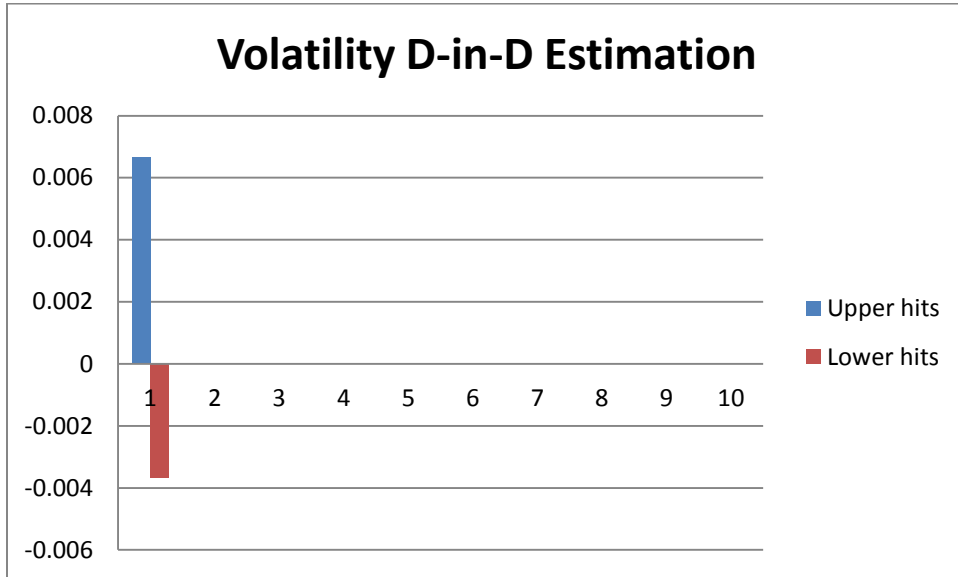 Volatility D-in-D Estimation
0.008
0.006
0.004
0.002
0
-0.002
-0.004
-0.006
1 2 3 4 5 6 7 8 9 10
Upper hits
Lower hits